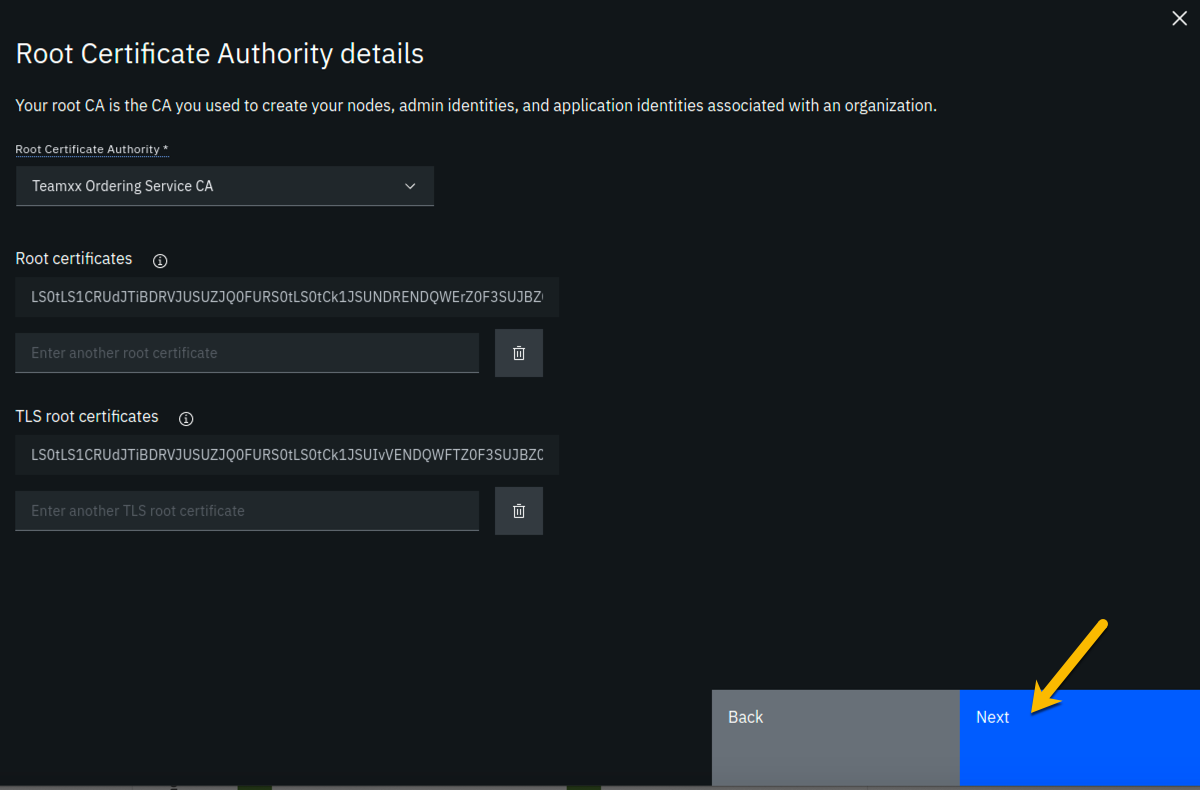 Root Certificate Authority details
Your root CA is the CA you used to create your nodes, admin identities, and application identities associated with an organization.
Root Certificate Authority *
Teamxx Ordering Service CA
Root certificates
LS0tLS1CRUdJTiBDRVJUSUZJQ0FURS0tLS0tCk1JSUNDRENDQWErZ0F3SUJBZ
Enter another root certificate
TLS root certificates
LS0tLS1CRUdJTiBDRVJUSUZJQ0FURS0tLS0tCk1JSUIvVENDQWFTZ0F3SUJBZ
Enter another TLS root certificate
Back
Next